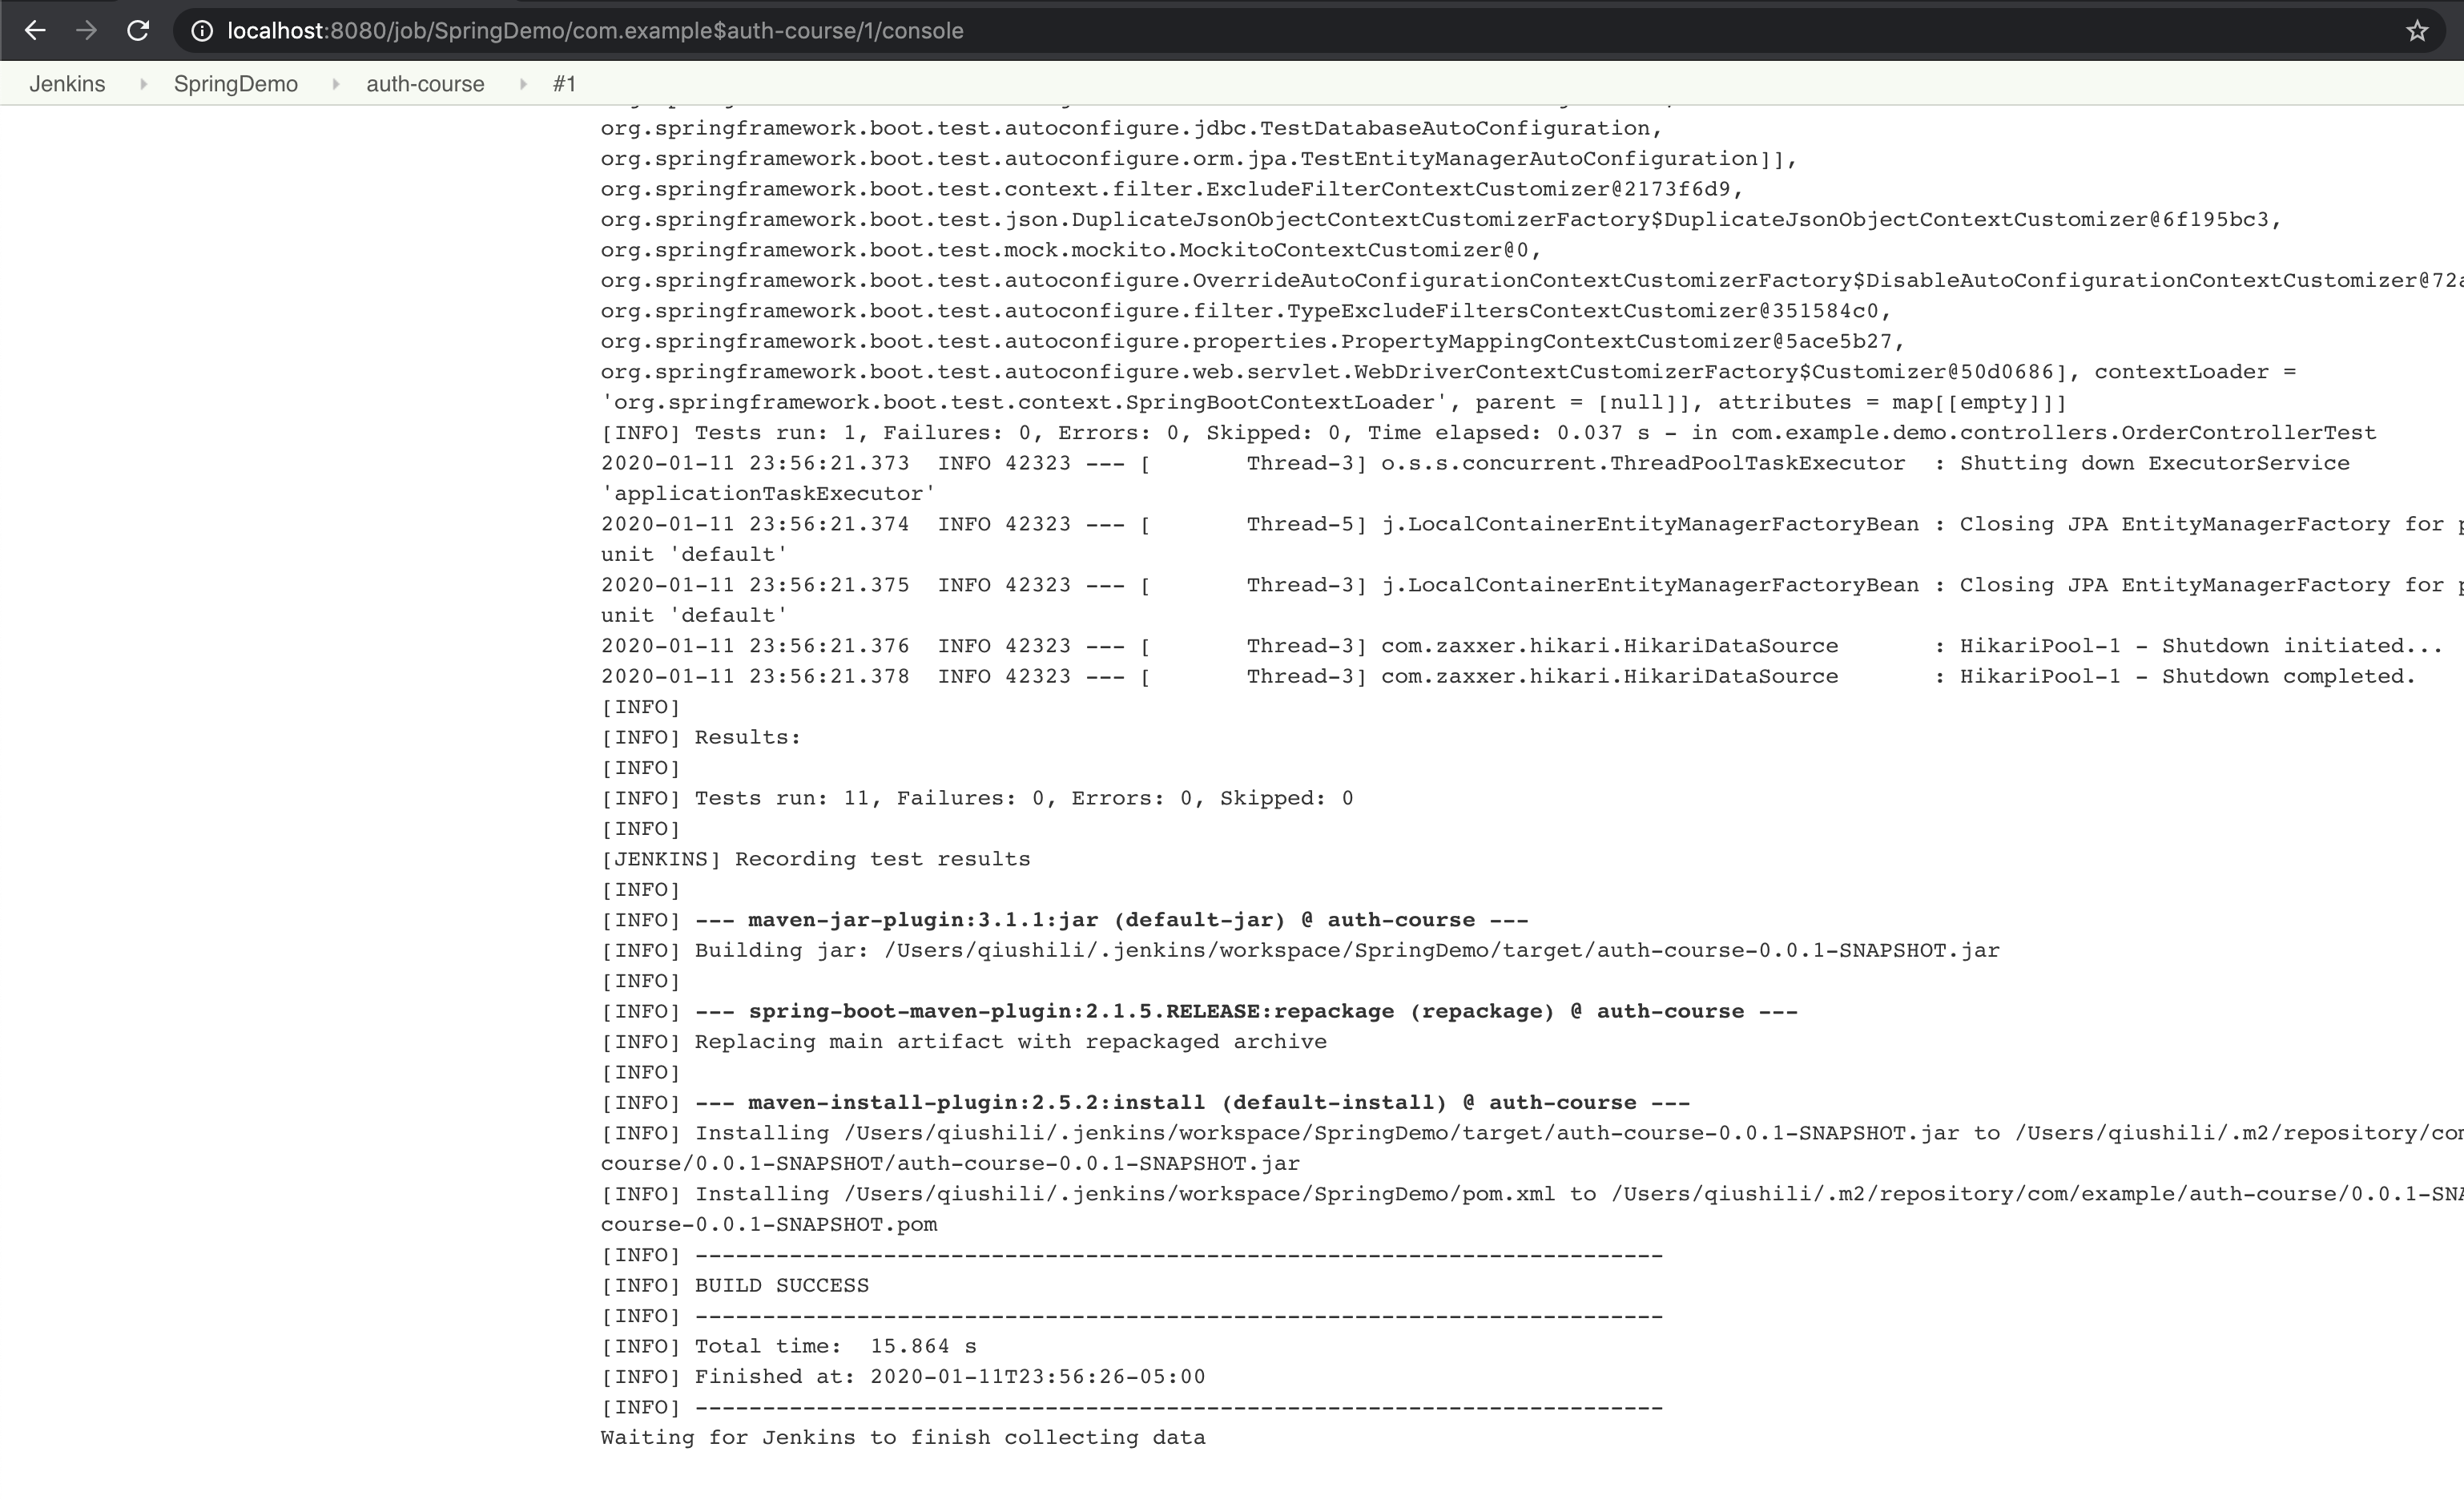 localhost:8080/job/SpringDemo/com.example$auth-course/1/console
Jenkins SpringDemo auth-course #1
org.springframework.boot.test.autoconfigure.jdbc.TestDatabaseAutoConfiguration,
org.springframework.boot.test.autoconfigure.orm.jpa.TestEntityManagerAutoConfiguration]],
org.springframework.boot.test.context.filter.ExcludeFilterContextCustomizer@2173f6d9,
org.springframework.boot.test.json.DuplicateJsonObjectContextCustomizerFactory$DuplicateJsonObjectContextCustomizer@6f195bc3,
org.springframework.boot.test.mock.mockito.MockitoContextCustomizer@0,
org.springframework.boot.test.autoconfigure.OverrideAutoConfigurationContextCustomizerFactory$DisableAutoConfigurationContextCustomizer@72
org.springframework.boot.test.autoconfigure.filter.TypeExcludeFiltersContextCustomizer@351584c0,
org.springframework.boot.test.autoconfigure.properties.PropertyMappingContextCustomizer@5ace5b27,
org.springframework.boot.test.autoconfigure.web.servlet.WebDriverContextCustomizerFactory$Customizer@50d0686], contextLoader =
'org.springframework.boot.test.context.SpringBootContextLoader', parent = [null]], attributes = map[[empty]]]
[INFO] Tests run: 1, Failures: 0, Errors: 0, Skipped: 0, Time elapsed: 0.037 s - in com.example.demo.controllers.OrderControllerTest
2020-01-11 23:56:21.373  INFO 42323 --- [       Thread-3] o.s.s.concurrent.ThreadPoolTaskExecutor  : Shutting down ExecutorService
'applicationTaskExecutor'
2020-01-11 23:56:21.374  INFO 42323 --- [       Thread-5] j.LocalContainerEntityManagerFactoryBean : Closing JPA EntityManagerFactory for
unit 'default'
2020-01-11 23:56:21.375  INFO 42323 --- [       Thread-3] j.LocalContainerEntityManagerFactoryBean : Closing JPA EntityManagerFactory for
unit 'default'
2020-01-11 23:56:21.376  INFO 42323 --- [       Thread-3] com.zaxxer.hikari.HikariDataSource       : HikariPool-1 - Shutdown initiated...
2020-01-11 23:56:21.378  INFO 42323 --- [       Thread-3] com.zaxxer.hikari.HikariDataSource       : HikariPool-1 - Shutdown completed.
[INFO]
[INFO] Results:
[INFO]
[INFO] Tests run: 11, Failures: 0, Errors: 0, Skipped: 0
[INFO]
[JENKINS] Recording test results
[INFO]
[INFO] --- maven-jar-plugin:3.1.1:jar (default-jar) @ auth-course ---
[INFO] Building jar: /Users/qiushili/.jenkins/workspace/SpringDemo/target/auth-course-0.0.1-SNAPSHOT.jar
[INFO]
[INFO] --- spring-boot-maven-plugin:2.1.5.RELEASE:repackage (repackage) @ auth-course ---
[INFO] Replacing main artifact with repackaged archive
[INFO]
[INFO] --- maven-install-plugin:2.5.2:install (default-install) @ auth-course ---
[INFO] Installing /Users/qiushili/.jenkins/workspace/SpringDemo/target/auth-course-0.0.1-SNAPSHOT.jar to /Users/qiushili/.m2/repository/co
course/0.0.1-SNAPSHOT/auth-course-0.0.1-SNAPSHOT.jar
[INFO] Installing /Users/qiushili/.jenkins/workspace/SpringDemo/pom.xml to /Users/qiushili/.m2/repository/com/example/auth-course/0.0.1-SN
course-0.0.1-SNAPSHOT.pom
[INFO] ------------------------------------------------------------------------
[INFO] BUILD SUCCESS
[INFO] ------------------------------------------------------------------------
[INFO] Total time:  15.864 s
[INFO] Finished at: 2020-01-11T23:56:26-05:00
[INFO] ------------------------------------------------------------------------
Waiting for Jenkins to finish collecting data